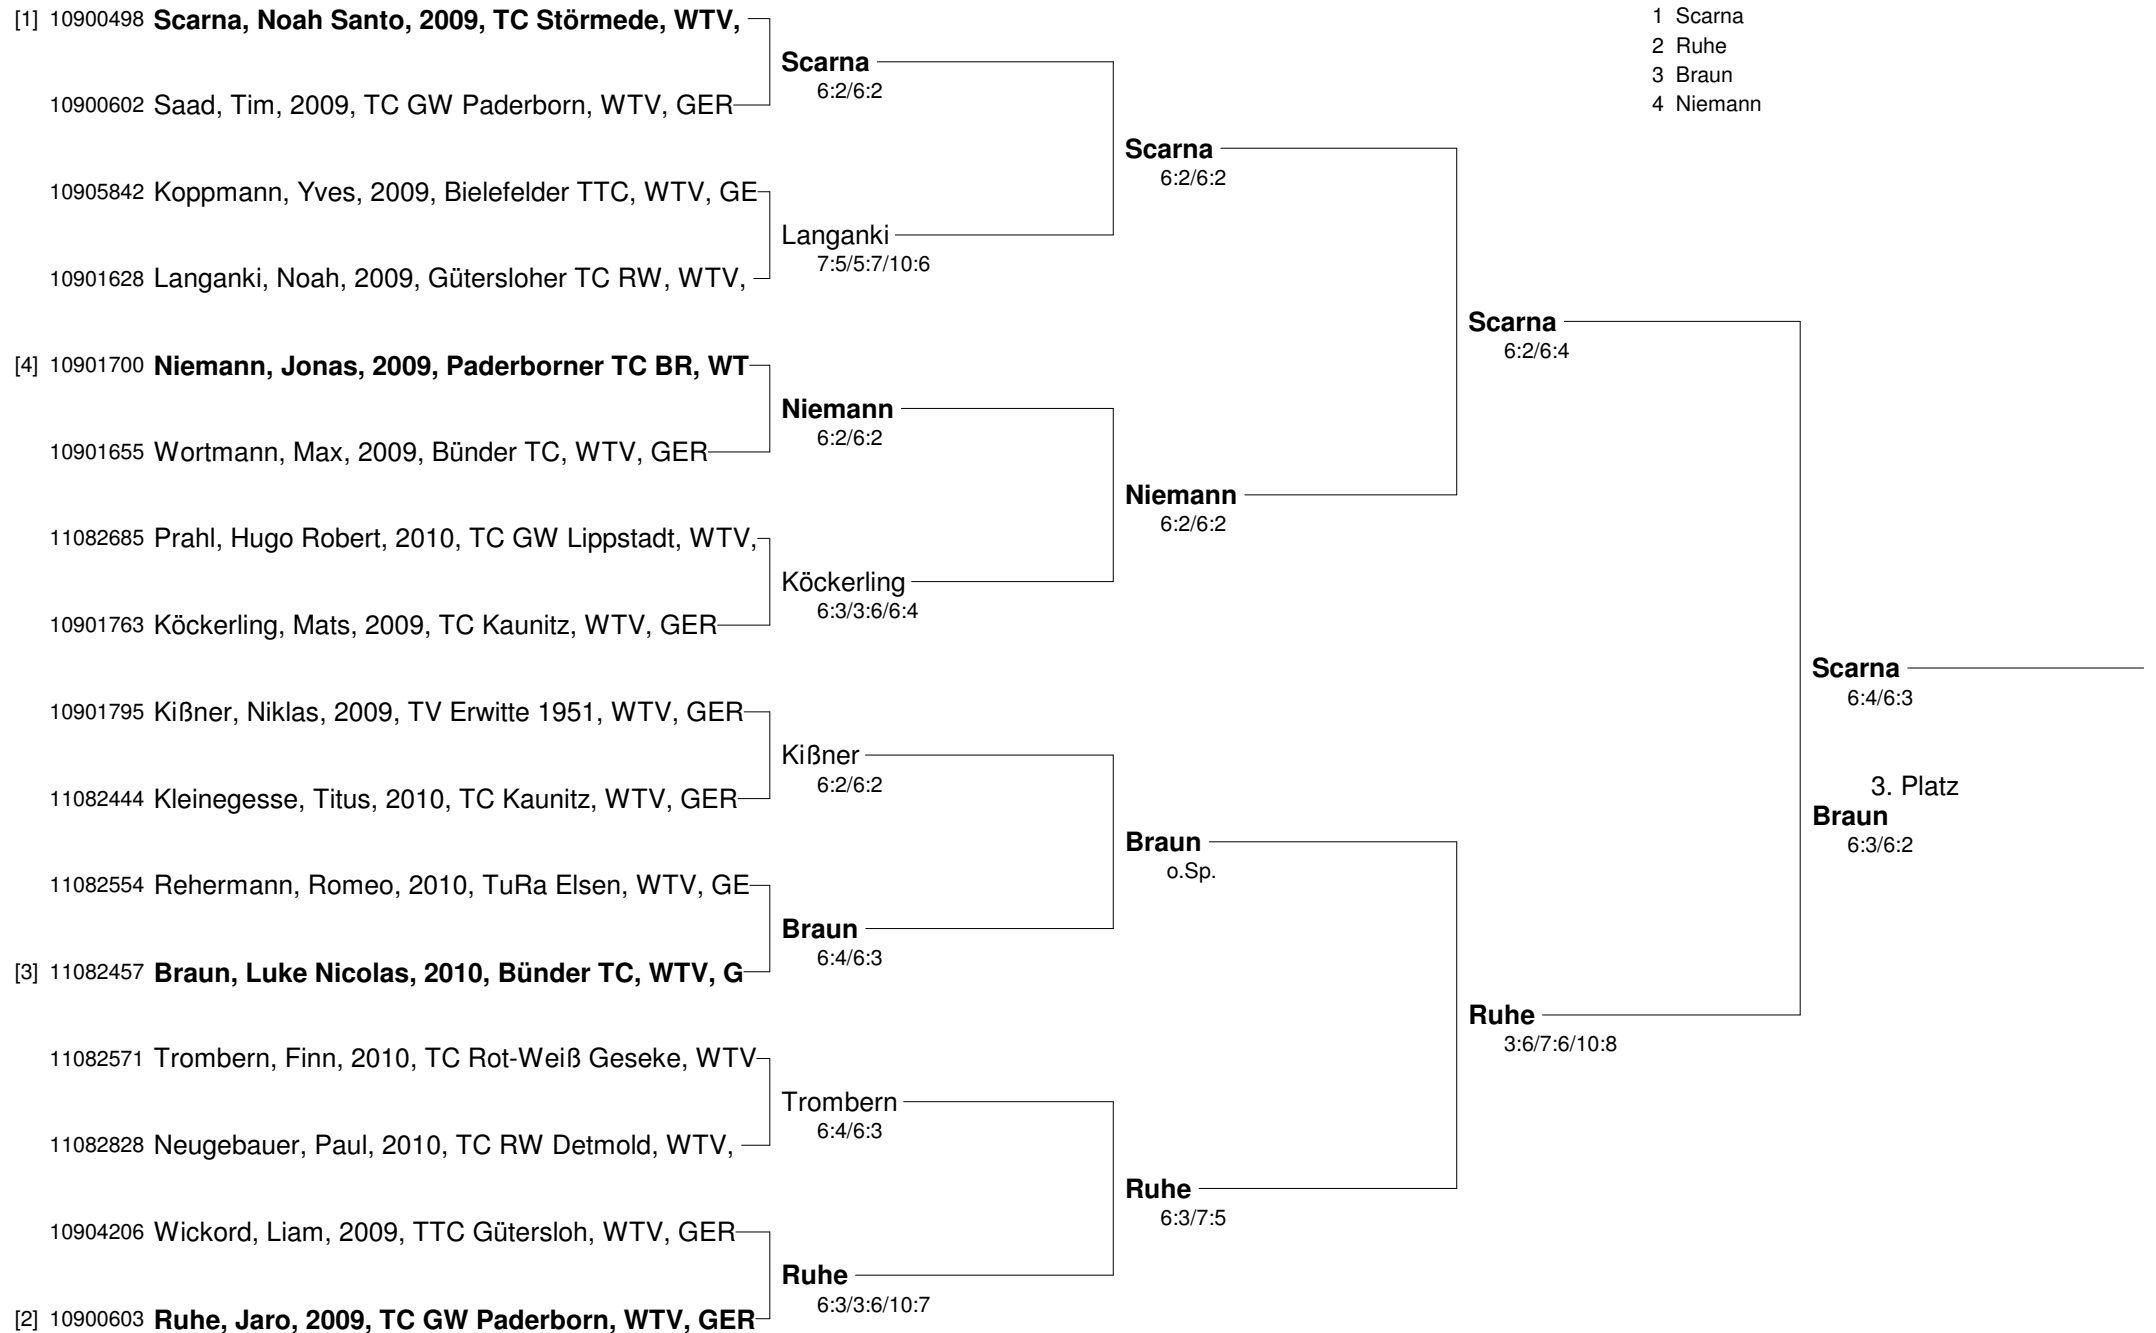 [1] 10900498 Scarna, Noah Santo, 2009, TC Störmede, WTV,
10900602 Saad, Tim, 2009, TC GW Paderborn, WTV, GER
10905842 Koppmann, Yves, 2009, Bielefelder TTC, WTV, GE
10901628 Langanki, Noah, 2009, Gütersloher TC RW, WTV,
[4] 10901700 Niemann, Jonas, 2009, Paderborner TC BR, WT
10901655 Wortmann, Max, 2009, Bünder TC, WTV, GER
11082685 Prahl, Hugo Robert, 2010, TC GW Lippstadt, WTV,
10901763 Köckerling, Mats, 2009, TC Kaunitz, WTV, GER
10901795 Kißner, Niklas, 2009, TV Erwitte 1951, WTV, GER
11082444 Kleinegesse, Titus, 2010, TC Kaunitz, WTV, GER
11082554 Rehermann, Romeo, 2010, TuRa Elsen, WTV, GE
[3] 11082457 Braun, Luke Nicolas, 2010, Bünder TC, WTV, G
11082571 Trombern, Finn, 2010, TC Rot-Weiß Geseke, WTV
11082828 Neugebauer, Paul, 2010, TC RW Detmold, WTV,
10904206 Wickord, Liam, 2009, TTC Gütersloh, WTV, GER
[2] 10900603 Ruhe, Jaro, 2009, TC GW Paderborn, WTV, GER
Scarna
6:2/6:2
Langanki
7:5/5:7/10:6
Niemann
6:2/6:2
Köckerling
6:3/3:6/6:4
Kißner
6:2/6:2
Braun
6:4/6:3
Trombern
6:4/6:3
Ruhe
6:3/3:6/10:7
Scarna
6:2/6:2
Niemann
6:2/6:2
Braun
o.Sp.
Ruhe
6:3/7:5
Scarna
6:2/6:4
Ruhe
3:6/7:6/10:8
Scarna
6:4/6:3
3. Platz
Braun
6:3/6:2
1 Scarna
2 Ruhe
3 Braun
4 Niemann